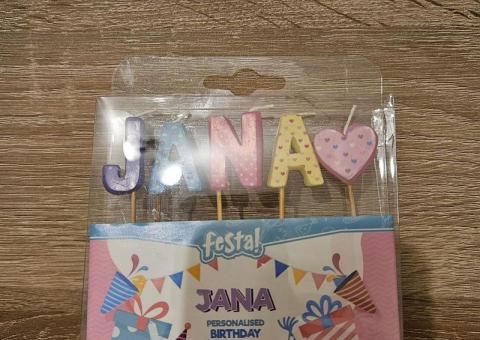 JANA
festa!
JANA
PERSONALISED
BIRTHDAY